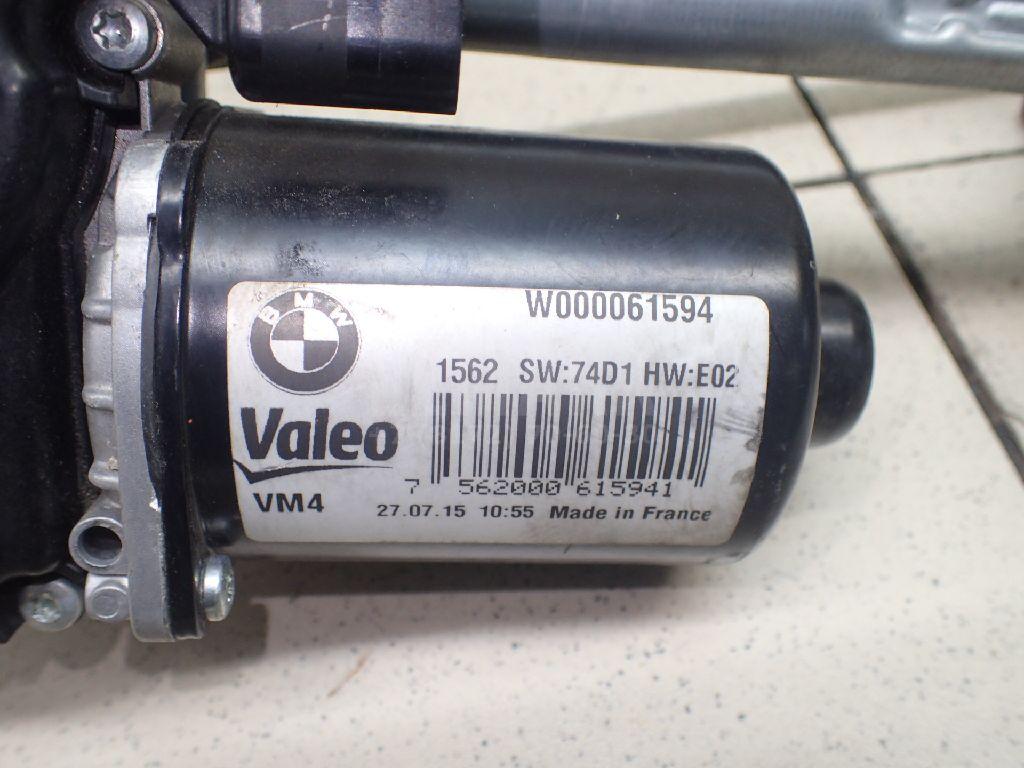 W000061594
BMW
1562 SW:74D1 HW:E02
Valeo
7 562000 615941
VM4
27.07.15 10:55 Made in France